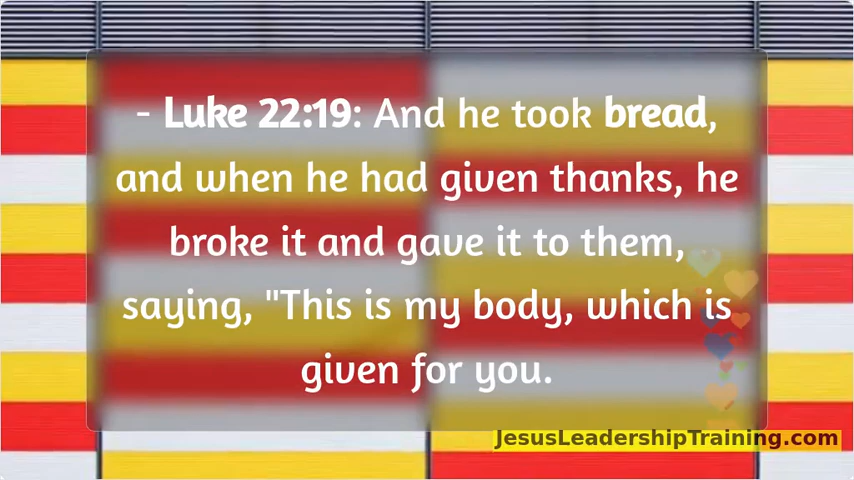 - Luke 22:19: And he took bread,
and when he had given thanks, he
broke it and gave it to them,
saying, "This is my body, which is
given for you.
JesusLeadershipTraining.com